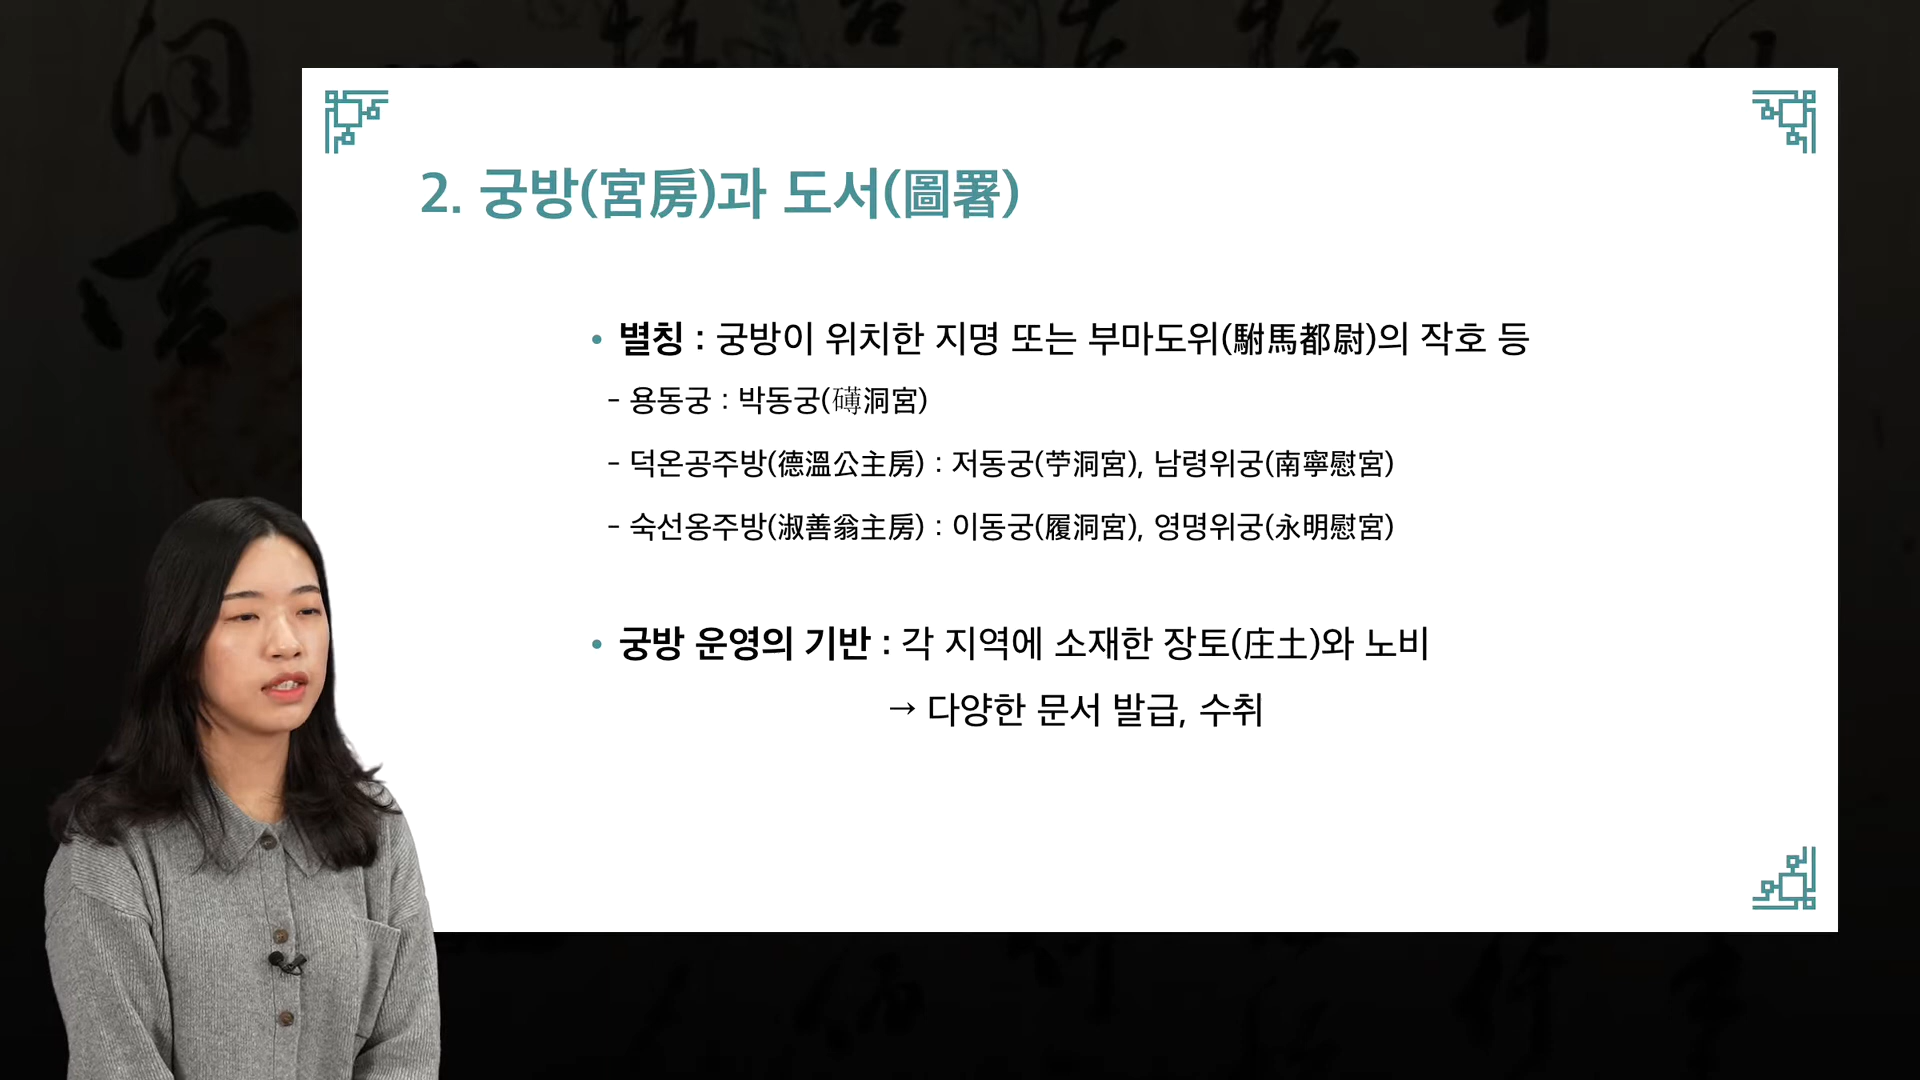 2. 궁방(宮房)과 도서(圖署)
• 별칭 : 궁방이 위치한 지명 또는 부마도위(駙馬都尉)의 작호 등
- 용동궁 : 박동궁(礡洞宮)
- 덕온공주방(德溫公主房) : 저동궁(苧洞宮), 남령위궁(南寧慰宮)
- 숙선옹주방(淑善翁主房) : 이동궁(履洞宮), 영명위궁(永明慰宮)
• 궁방 운영의 기반 : 각 지역에 소재한 장토(庄土)와 노비
→ 다양한 문서 발급, 수취